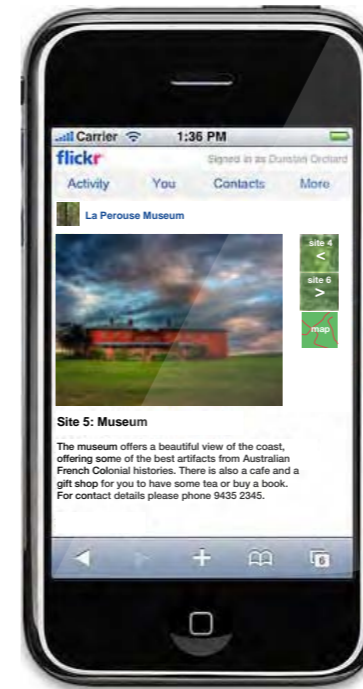 Carrier 1:36 PM
flickr Signed in as Dunstan Orchard
Activity You Contacts More
La Perouse Museum
site 4
<
site 6
>
map
Site 5: Museum
The museum offers a beautiful view of the coast,
offering some of the best artifacts from Australian
French Colonial histories. There is also a cafe and a
gift shop for you to have some tea or buy a book.
For contact details please phone 9435 2345.
6